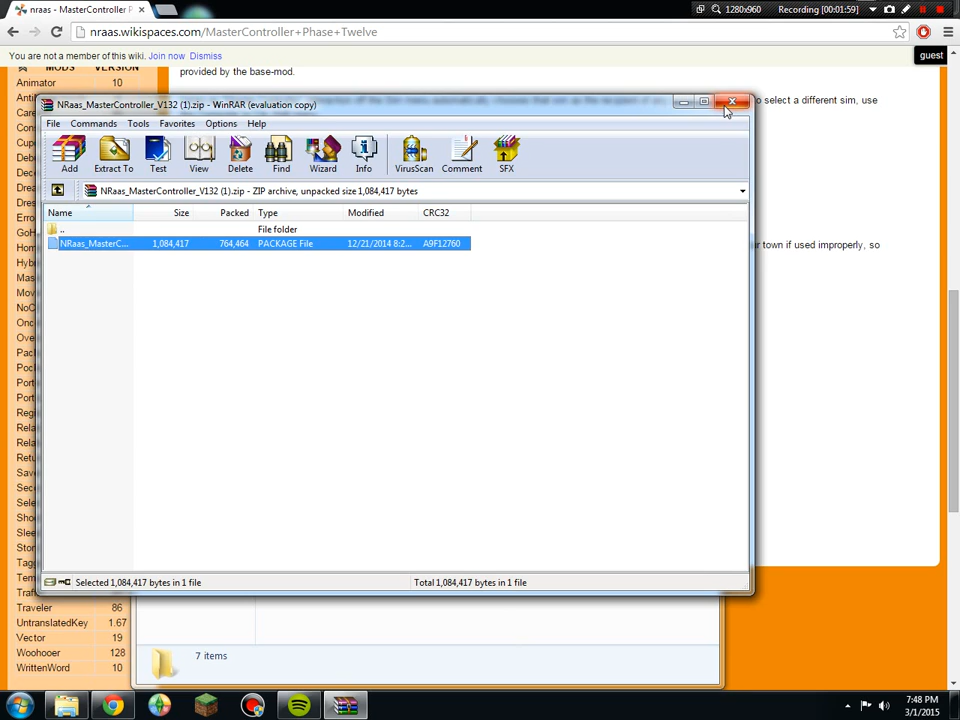 nraas - MasterController P
1280x960
Recording [00:01:59]
nraas.wikispaces.com/MasterController+Phase+Twelve
You are not a member of this wiki. Join now Dismiss
guest
MODS VERSION
provided by the base-mod.
Animator 10
NRaas_MasterController_V132 (1).zip - WinRAR (evaluation copy)
to select a different sim, use
File Commands Tools Favorites Options Help
Add Extract To Test View Delete Find Wizard Info VirusScan Comment SFX
NRaas_MasterController_V132 (1).zip - ZIP archive, unpacked size 1,084,417 bytes
Name Size Packed Type Modified CRC32
.. File folder
NRaas_MasterC... 1,084,417 764,464 PACKAGE File 12/21/2014 8:2... A9F12760
ur town if used improperly, so
Selected 1,084,417 bytes in 1 file
Total 1,084,417 bytes in 1 file
Traveler 86
UntranslatedKey 1.67
Vector 19
Woohooer 128
WrittenWord 10
7 items
7:48 PM
3/1/2015